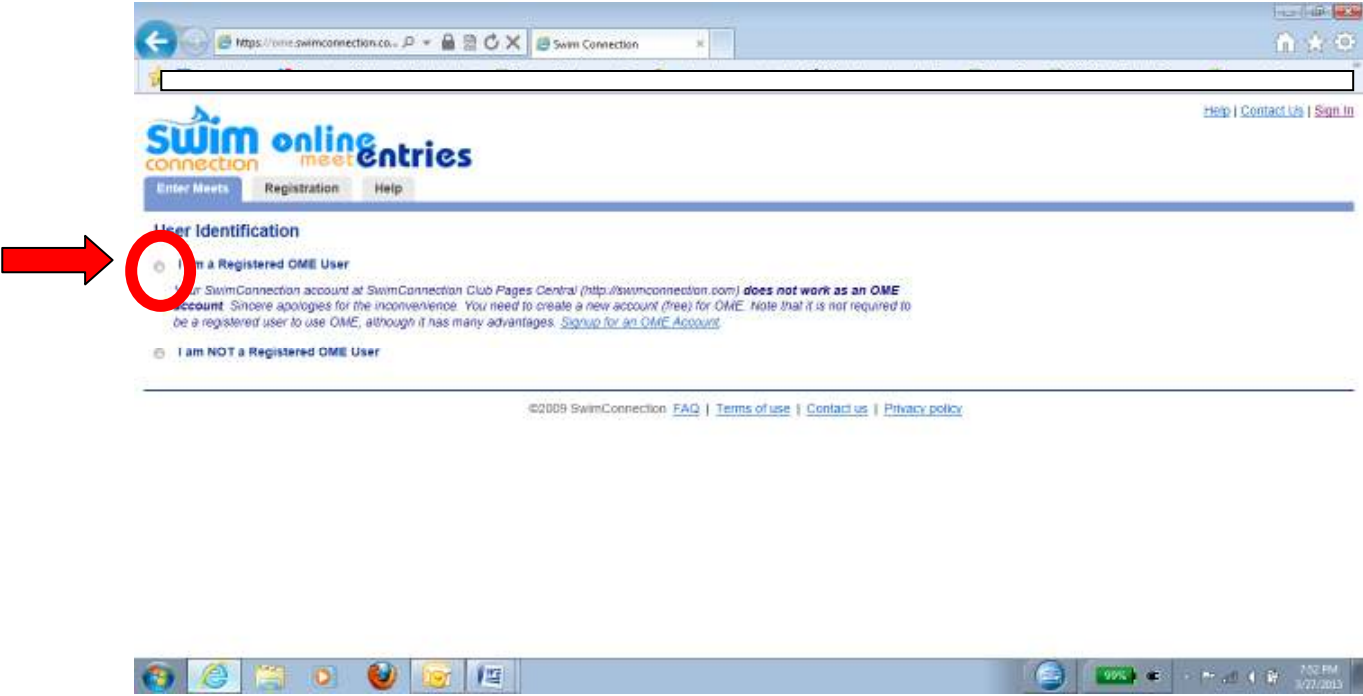 https://ome.swimconnection.co...
Swim Connection
Help | Contact Us | Sign In
swim online
connection meet entries
Enter Meets Registration Help
User Identification
I am a Registered OME User
Your SwimConnection account at SwimConnection Club Pages Central (http://swimconnection.com) does not work as an OME
account. Sincere apologies for the inconvenience. You need to create a new account (free) for OME. Note that it is not required to
be a registered user to use OME, although it has many advantages. Signup for an OME Account.
I am NOT a Registered OME User
©2009 SwimConnection FAQ | Terms of use | Contact us | Privacy policy
99%
7:52 PM
3/27/2013